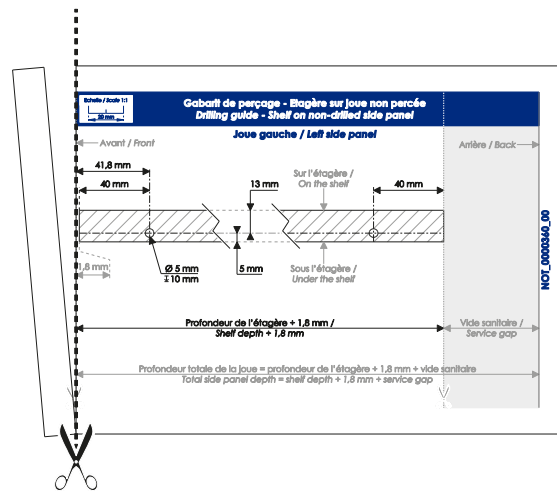 Echelle / Scale 1:1
20 mm
Gabarit de perçage - Etagère sur joue non percée
Drilling guide - Shelf on non-drilled side panel
Joue gauche / Left side panel
Avant / Front
Arrière / Back
41,8 mm
40 mm
13 mm
Sur l'étagère /
On the shelf
40 mm
1,8 mm
Ø 5 mm
↧10 mm
5 mm
Sous l'étagère /
Under the shelf
NOT_0000360_00
Profondeur de l'étagère + 1,8 mm /
Shelf depth + 1,8 mm
Vide sanitaire /
Service gap
Profondeur totale de la joue = profondeur de l'étagère + 1,8 mm + vide sanitaire
Total side panel depth = shelf depth + 1,8 mm + service gap